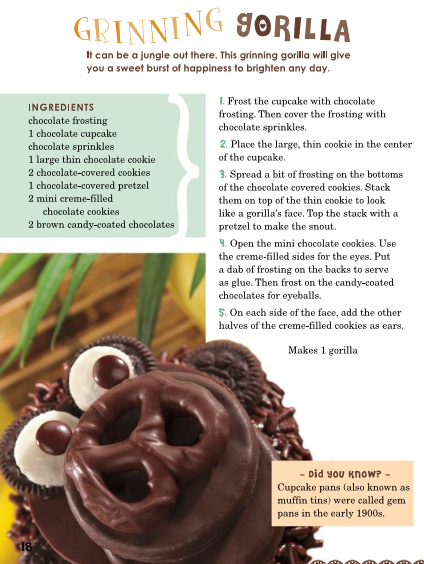 GRINNING GORILLA
It can be a jungle out there. This grinning gorilla will give
you a sweet burst of happiness to brighten any day.
INGREDIENTS
chocolate frosting
1 chocolate cupcake
chocolate sprinkles
1 large thin chocolate cookie
2 chocolate-covered cookies
1 chocolate-covered pretzel
2 mini creme-filled
chocolate cookies
2 brown candy-coated chocolates
1. Frost the cupcake with chocolate
frosting. Then cover the frosting with
chocolate sprinkles.
2. Place the large, thin cookie in the center
of the cupcake.
3. Spread a bit of frosting on the bottoms
of the chocolate covered cookies. Stack
them on top of the thin cookie to look
like a gorilla's face. Top the stack with a
pretzel to make the snout.
4. Open the mini chocolate cookies. Use
the creme-filled sides for the eyes. Put
a dab of frosting on the backs to serve
as glue. Then frost on the candy-coated
chocolates for eyeballs.
5. On each side of the face, add the other
halves of the creme-filled cookies as ears.
Makes 1 gorilla
~ Did you know? ~
Cupcake pans (also known as
muffin tins) were called gem
pans in the early 1900s.
18